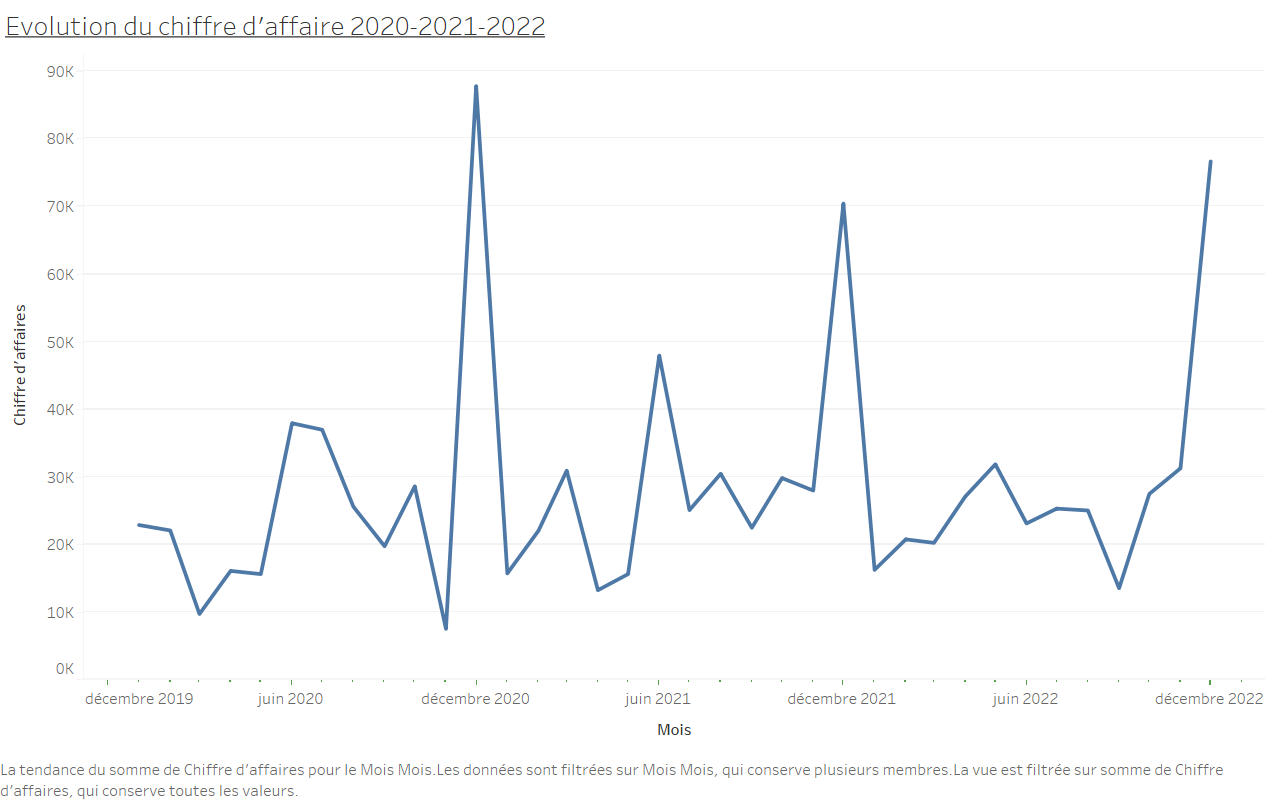 Evolution du chiffre d’affaire 2020-2021-2022
90K
80K
70K
60K
50K
40K
30K
20K
10K
0K
Chiffre d’affaires
décembre 2019 juin 2020 décembre 2020 juin 2021 décembre 2021 juin 2022 décembre 2022
Mois
La tendance du somme de Chiffre d’affaires pour le Mois Mois.Les données sont filtrées sur Mois Mois, qui conserve plusieurs membres.La vue est filtrée sur somme de Chiffre
d’affaires, qui conserve toutes les valeurs.